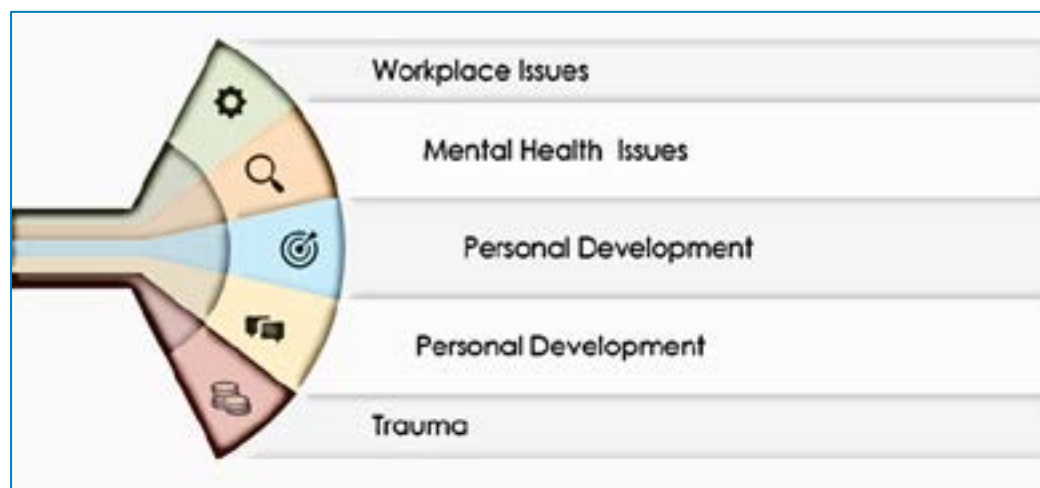 Workplace Issues
Mental Health Issues
Personal Development
Personal Development
Trauma